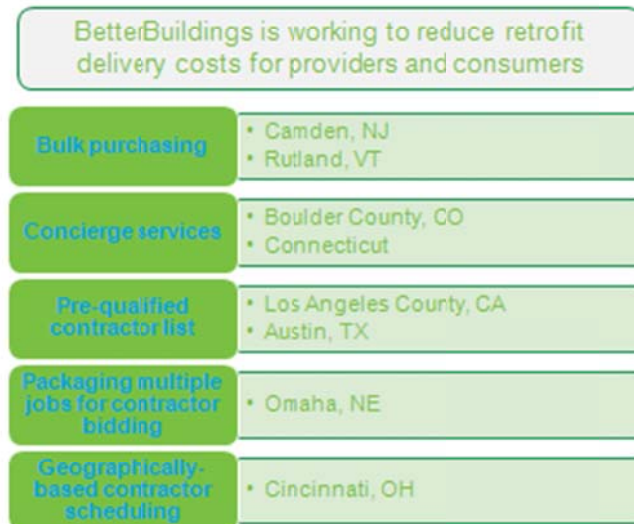 BetterBuildings is working to reduce retrofit
delivery costs for providers and consumers
Bulk purchasing
• Camden, NJ
• Rutland, VT
Concierge services
• Boulder County, CO
• Connecticut
Pre-qualified
contractor list
• Los Angeles County, CA
• Austin, TX
Packaging multiple
jobs for contractor
bidding
• Omaha, NE
Geographically-
based contractor
scheduling
• Cincinnati, OH